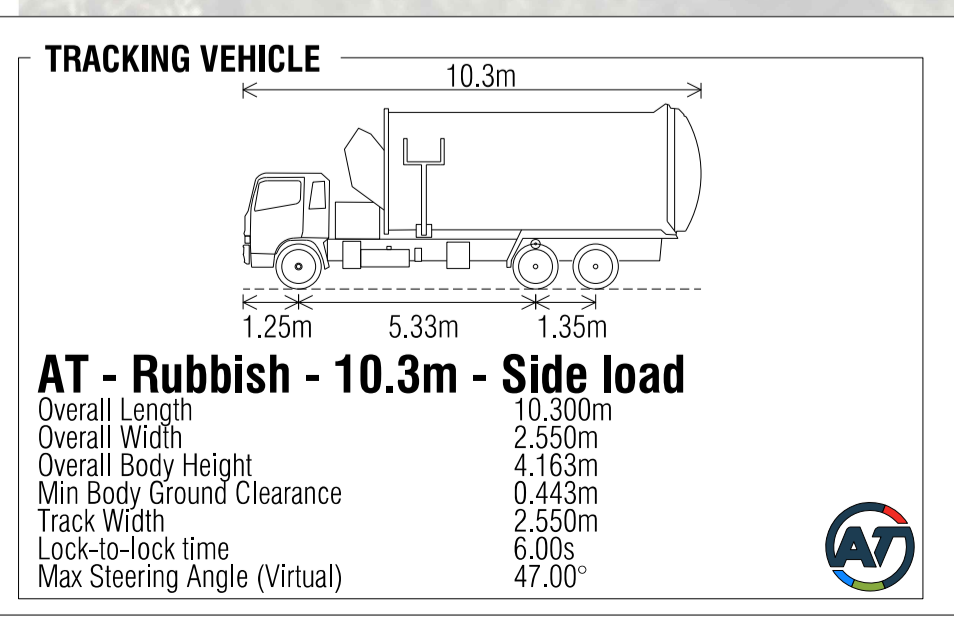 TRACKING VEHICLE
10.3m
1.25m 5.33m 1.35m
AT - Rubbish - 10.3m - Side load
Overall Length 10.300m
Overall Width 2.550m
Overall Body Height 4.163m
Min Body Ground Clearance 0.443m
Track Width 2.550m
Lock-to-lock time 6.00s
Max Steering Angle (Virtual) 47.00°
AT